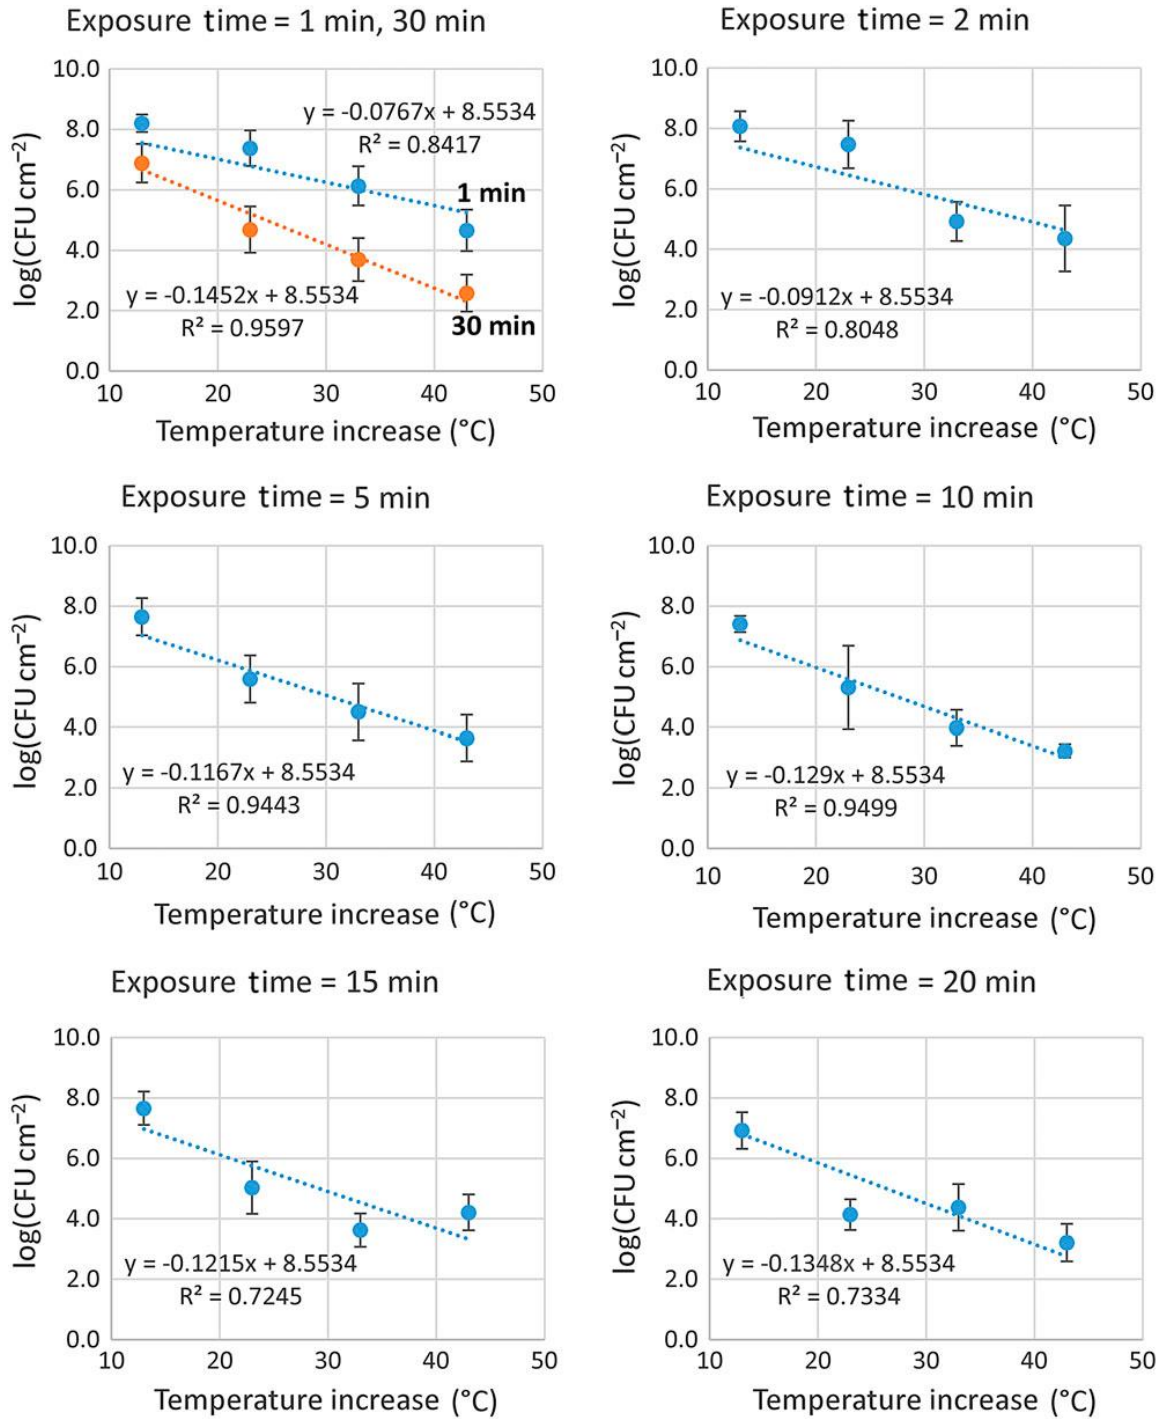 Exposure time = 1 min, 30 min
10.0
8.0
6.0
4.0
2.0
0.0
log(CFU cm⁻²)
y = -0.0767x + 8.5534
R² = 0.8417
1 min
y = -0.1452x + 8.5534
R² = 0.9597
30 min
10 20 30 40 50
Temperature increase (°C)
Exposure time = 2 min
10.0
8.0
6.0
4.0
2.0
0.0
log(CFU cm⁻²)
y = -0.0912x + 8.5534
R² = 0.8048
10 20 30 40 50
Temperature increase (°C)
Exposure time = 5 min
10.0
8.0
6.0
4.0
2.0
0.0
log(CFU cm⁻²)
y = -0.1167x + 8.5534
R² = 0.9443
10 20 30 40 50
Temperature increase (°C)
Exposure time = 10 min
10.0
8.0
6.0
4.0
2.0
0.0
log(CFU cm⁻²)
y = -0.129x + 8.5534
R² = 0.9499
10 20 30 40 50
Temperature increase (°C)
Exposure time = 15 min
10.0
8.0
6.0
4.0
2.0
0.0
log(CFU cm⁻²)
y = -0.1215x + 8.5534
R² = 0.7245
10 20 30 40 50
Temperature increase (°C)
Exposure time = 20 min
10.0
8.0
6.0
4.0
2.0
0.0
log(CFU cm⁻²)
y = -0.1348x + 8.5534
R² = 0.7334
10 20 30 40 50
Temperature increase (°C)